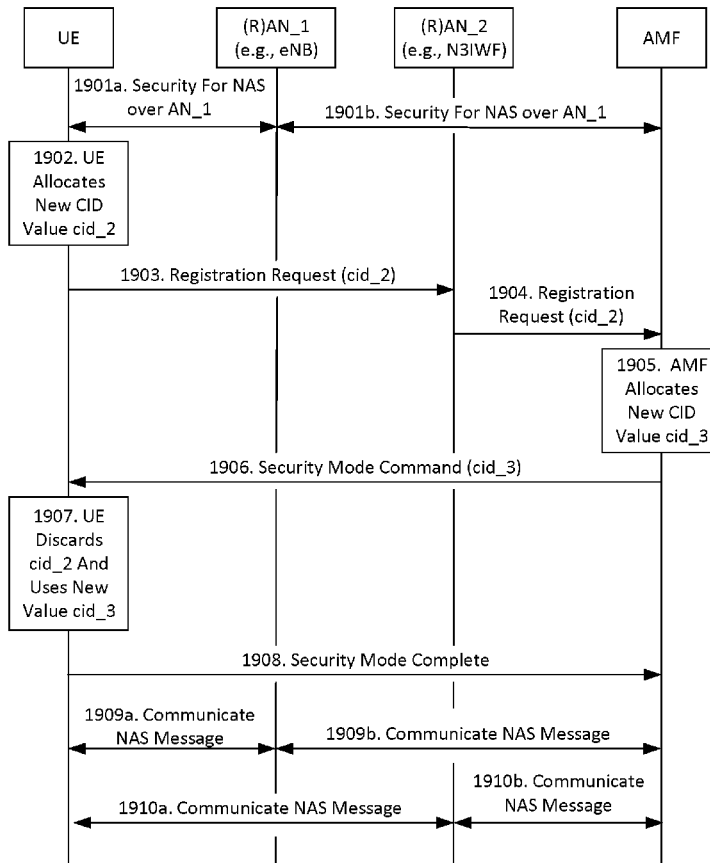 UE
(R)AN_1
(e.g., eNB)
(R)AN_2
(e.g., N3IWF)
AMF
1901a. Security For NAS
over AN_1
1901b. Security For NAS over AN_1
1902. UE
Allocates
New CID
Value cid_2
1903. Registration Request (cid_2)
1904. Registration
Request (cid_2)
1905. AMF
Allocates
New CID
Value cid_3
1906. Security Mode Command (cid_3)
1907. UE
Discards
cid_2 And
Uses New
Value cid_3
1908. Security Mode Complete
1909a. Communicate
NAS Message
1909b. Communicate NAS Message
1910a. Communicate NAS Message
1910b. Communicate
NAS Message